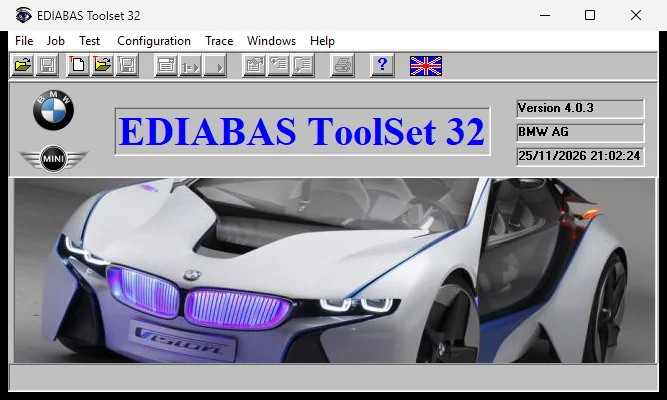 EDIABAS Toolset 32
File Job Test Configuration Trace Windows Help
BMW
MINI
EDIABAS ToolSet 32
Version 4.0.3
BMW AG
25/11/2026 21:02:24